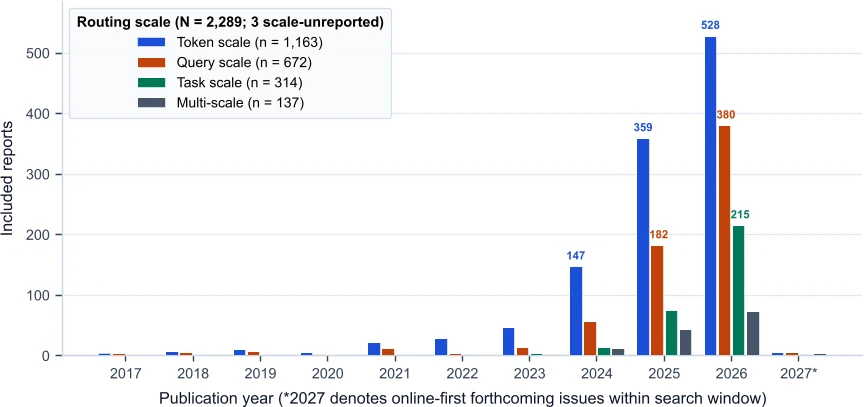 Routing scale (N = 2,289; 3 scale-unreported)
Token scale (n = 1,163)
Query scale (n = 672)
Task scale (n = 314)
Multi-scale (n = 137)
Included reports
500
400
300
200
100
0
147
359
182
528
380
215
2017 2018 2019 2020 2021 2022 2023 2024 2025 2026 2027*
Publication year (*2027 denotes online-first forthcoming issues within search window)